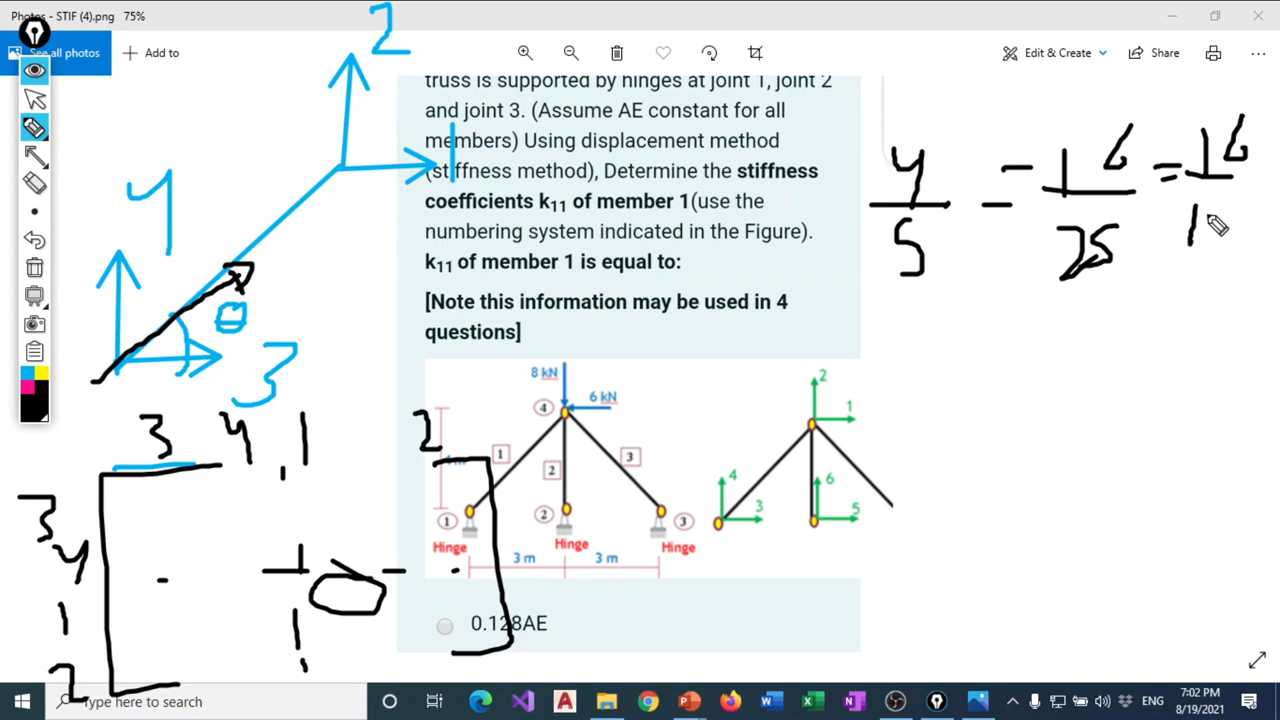 Photos - STIF (4).png 75%
See all photos
Add to
Edit & Create
Share
2
truss is supported by hinges at joint 1, joint 2
and joint 3. (Assume AE constant for all
members) Using displacement method
(stiffness method), Determine the stiffness
coefficients k11 of member 1(use the
numbering system indicated in the Figure).
k11 of member 1 is equal to:
[Note this information may be used in 4
questions]
4
θ
3
4
5
=
16
25
=
16
1
8 kN
6 kN
4
1
2
3
1
2
3
Hinge
Hinge
Hinge
3 m
3 m
2
1
4
3
6
5
3 4 1 2
3
4
1
2
0.128AE
Type here to search
ENG
7:02 PM
8/19/2021